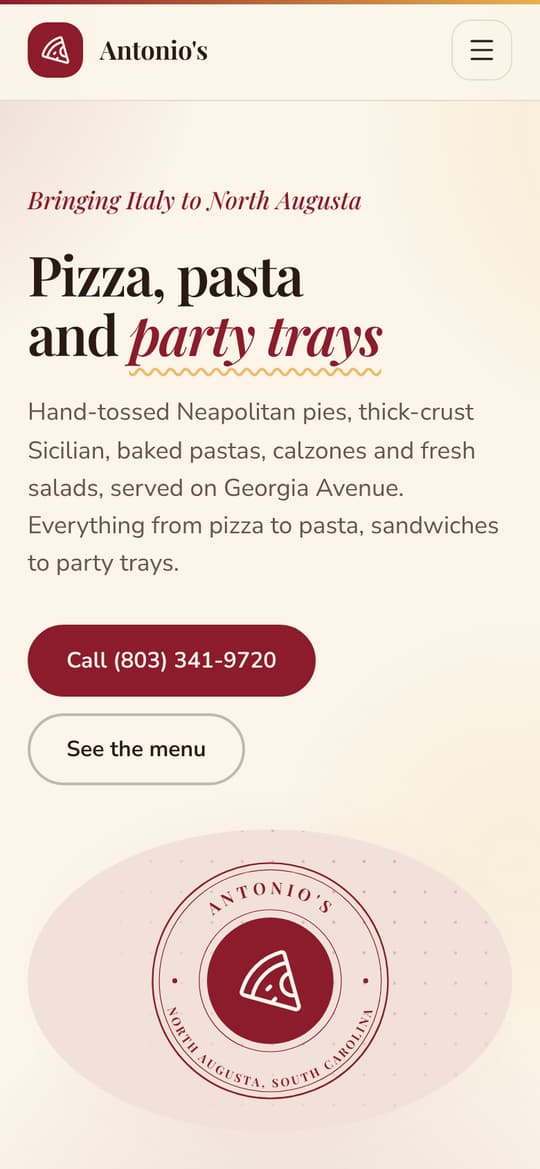 Antonio's
Bringing Italy to North Augusta
Pizza, pasta
and party trays
Hand-tossed Neapolitan pies, thick-crust
Sicilian, baked pastas, calzones and fresh
salads, served on Georgia Avenue.
Everything from pizza to pasta, sandwiches
to party trays.
Call (803) 341-9720
See the menu
ANTONIO'S
NORTH AUGUSTA, SOUTH CAROLINA